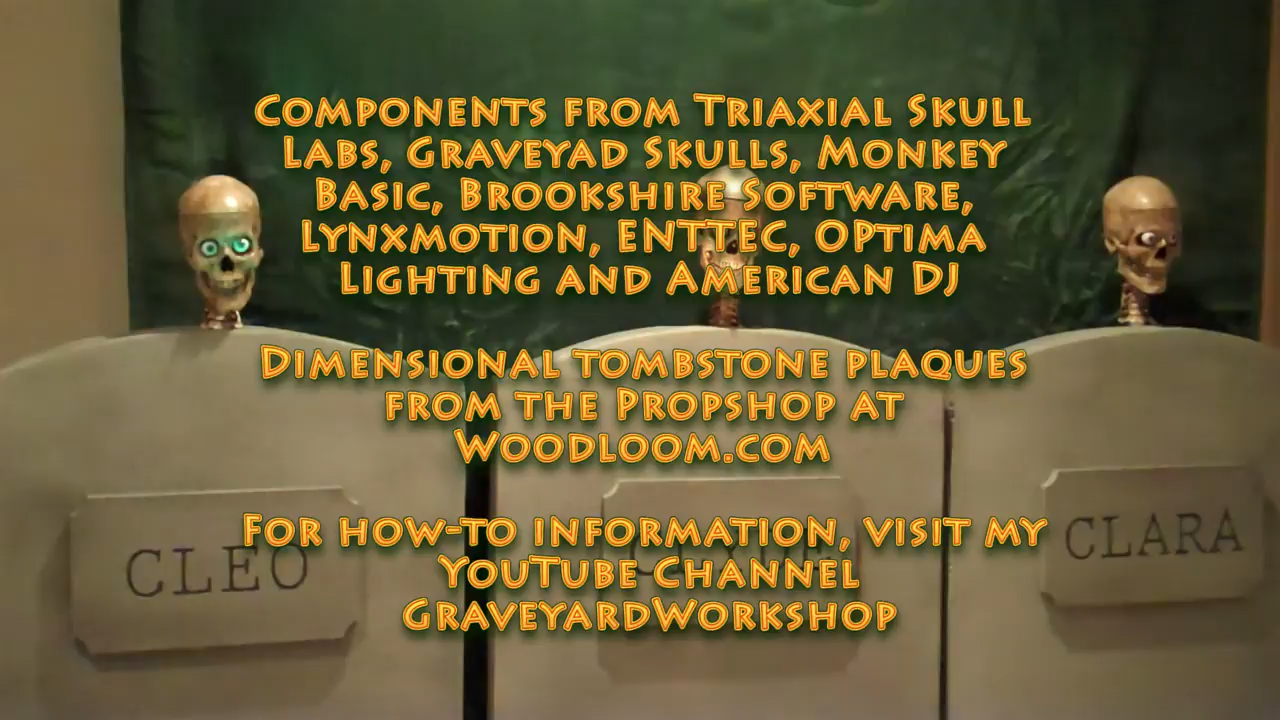 Components from Triaxial Skull
Labs, Graveyad Skulls, Monkey
Basic, Brookshire Software,
Lynxmotion, ENTTEC, Optima
Lighting and American DJ
Dimensional tombstone plaques
from the Propshop at
Woodloom.com
For how-to information, visit my
YouTube Channel
GraveyardWorkshop
CLEO
CLARA